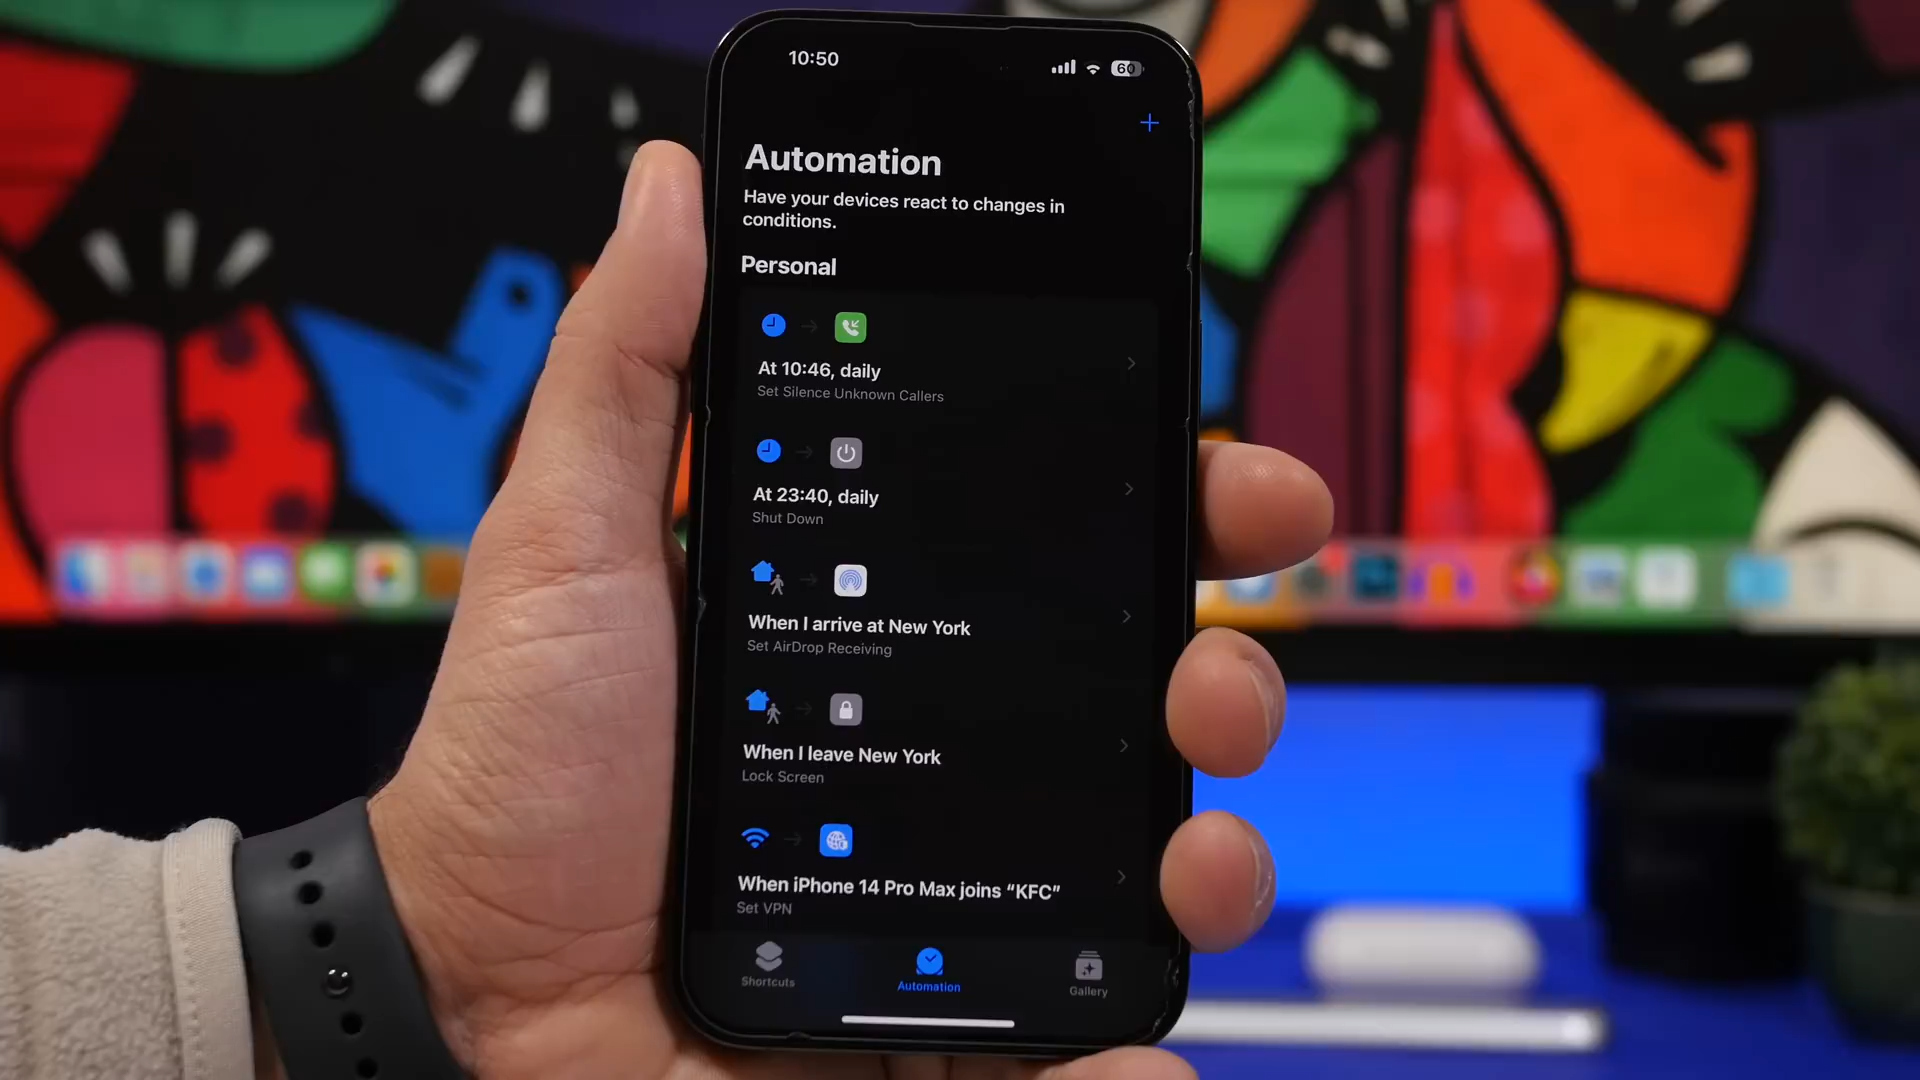 10:50
60
Automation
Have your devices react to changes in
conditions.
Personal
At 10:46, daily
Set Silence Unknown Callers
At 23:40, daily
Shut Down
When I arrive at New York
Set AirDrop Receiving
When I leave New York
Lock Screen
When iPhone 14 Pro Max joins “KFC”
Set VPN
Shortcuts
Automation
Gallery